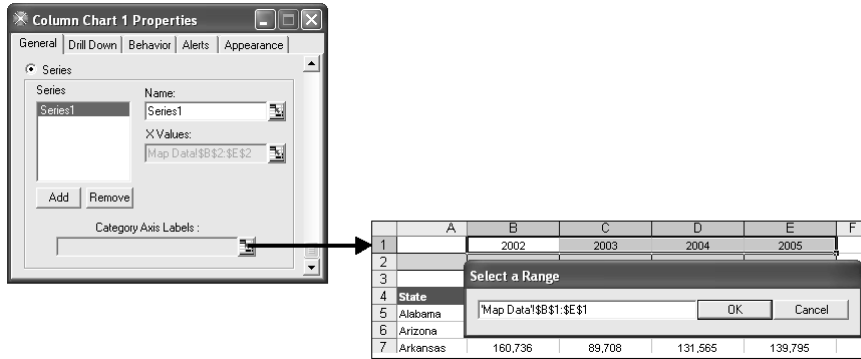 Column Chart 1 Properties
General Drill Down Behavior Alerts Appearance
Series
Series
Name:
Series1
Series1
X Values:
Map Data!$B$2:$E$2
Add Remove
Category Axis Labels :
A B C D E F
1 2002 2003 2004 2005
2
3
Select a Range
4 State
'Map Data'!$B$1:$E$1 OK Cancel
5 Alabama
6 Arizona
7 Arkansas 160,736 89,708 131,565 139,795